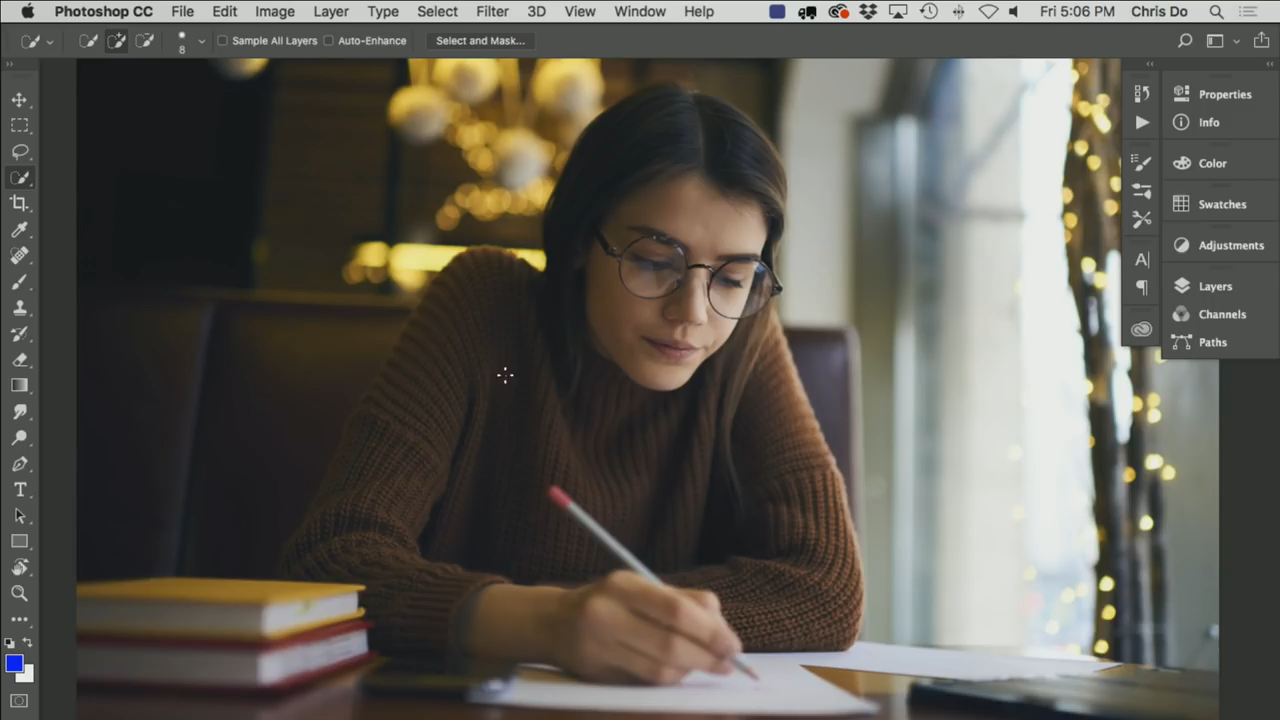 Photoshop CC File Edit Image Layer Type Select Filter 3D View Window Help Fri 5:06 PM Chris Do
8 Sample All Layers Auto-Enhance Select and Mask...
Properties
Info
Color
Swatches
Adjustments
Layers
Channels
Paths